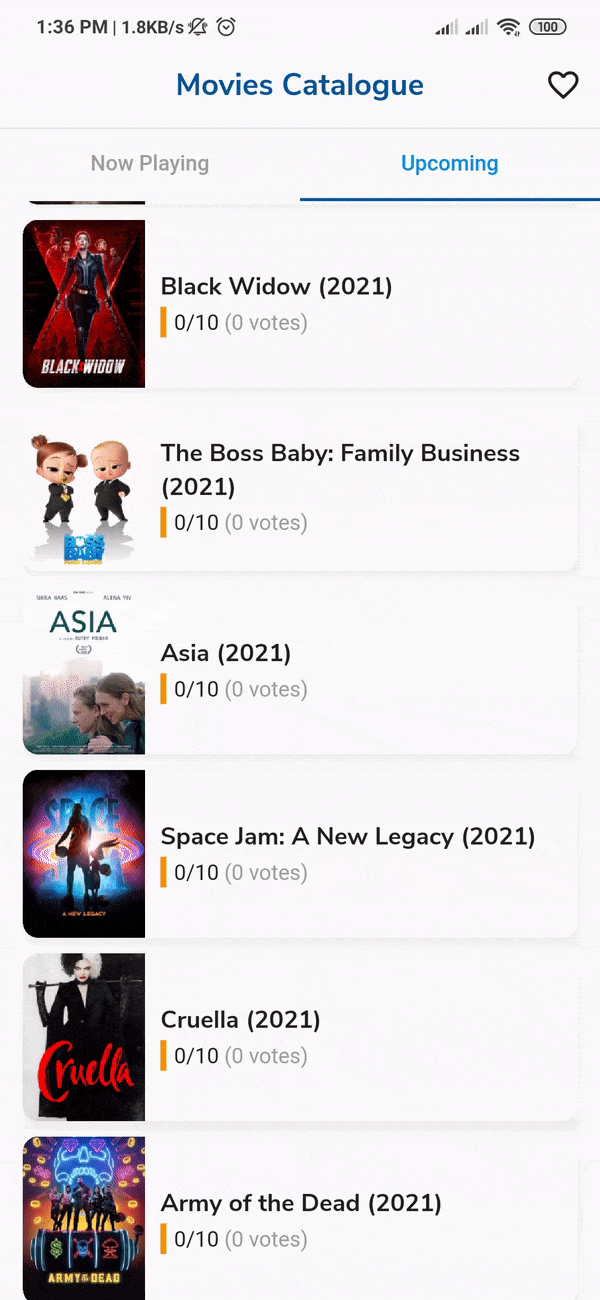 1:36 PM | 1.8KB/s
100
Movies Catalogue
Now Playing
Upcoming
BLACK WIDOW
Black Widow (2021)
0/10 (0 votes)
The Boss Baby: Family Business
(2021)
0/10 (0 votes)
BOSS
BABY
SHIRA HAAS
ALENA YIV
ASIA
Asia (2021)
0/10 (0 votes)
SPACE
A NEW LEGACY
Space Jam: A New Legacy (2021)
0/10 (0 votes)
Cruella
Cruella (2021)
0/10 (0 votes)
ARMY OF THE DEAD
Army of the Dead (2021)
0/10 (0 votes)